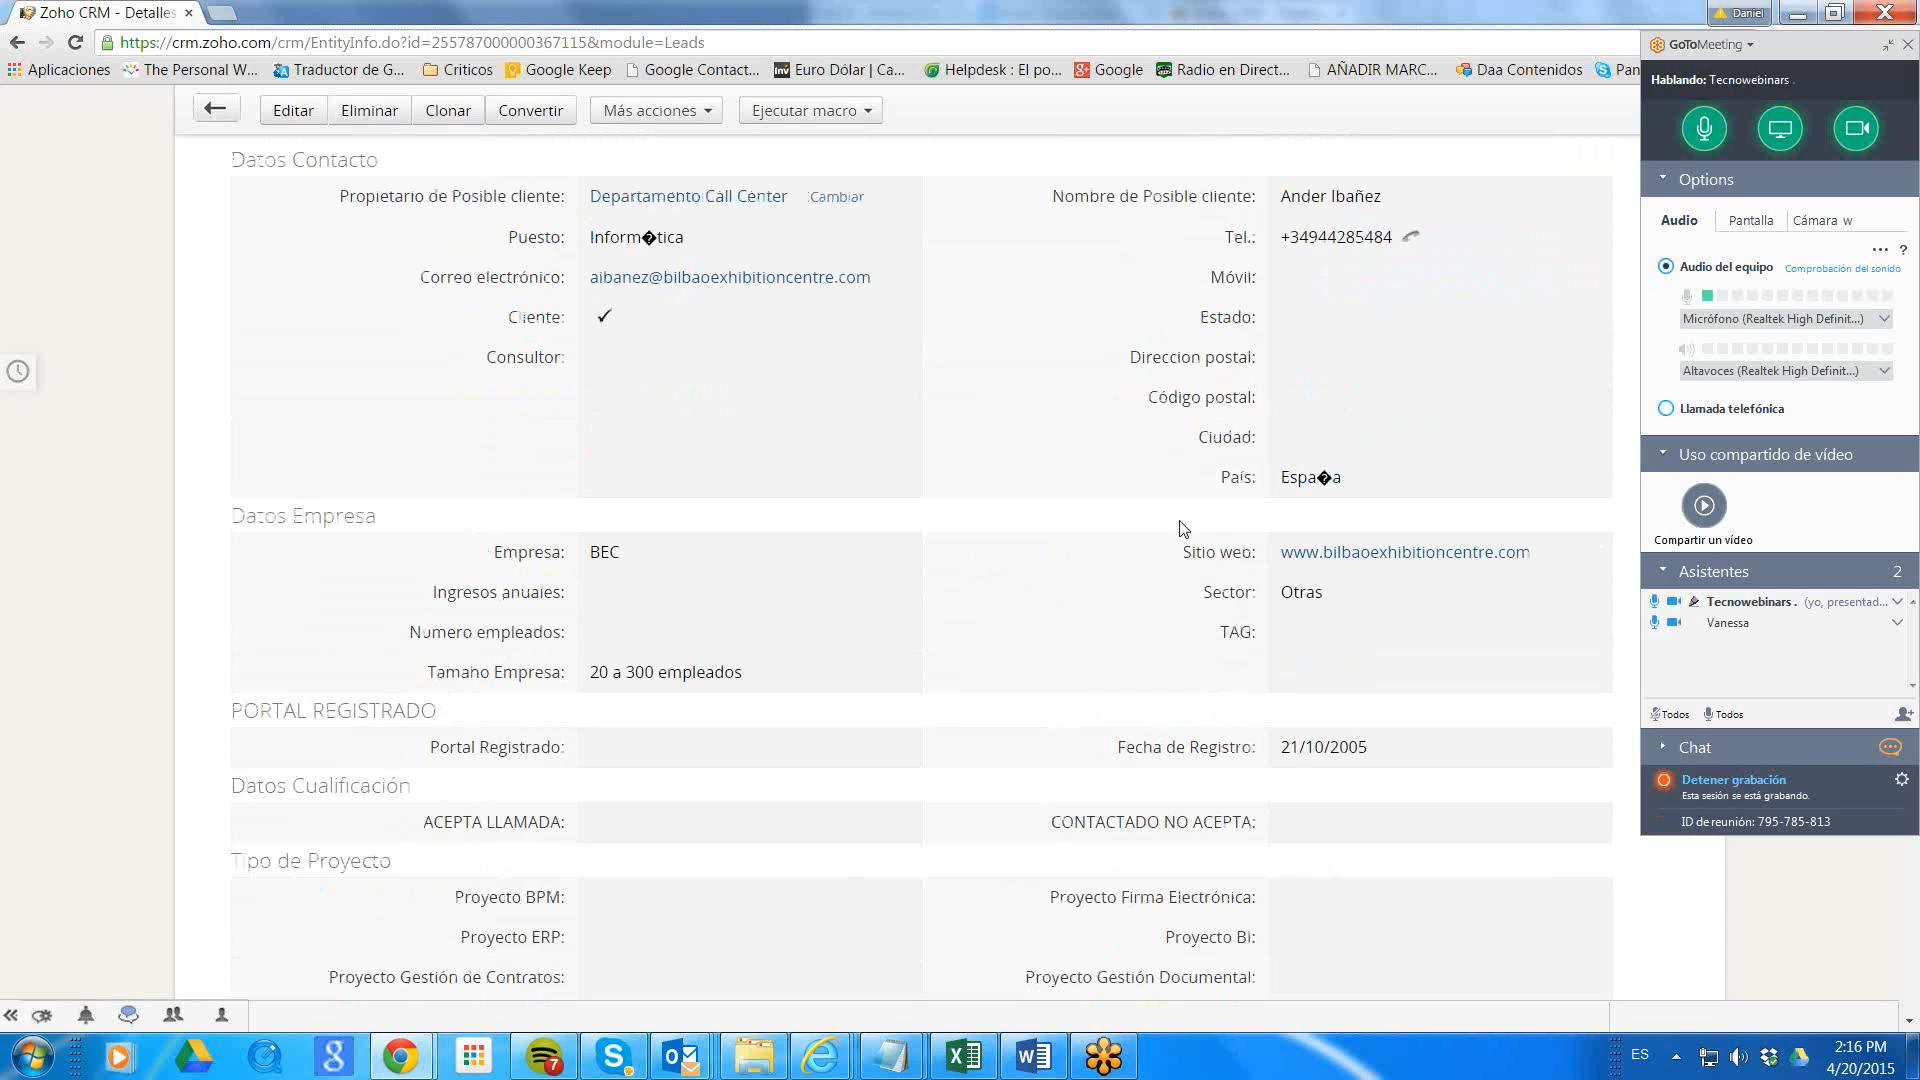 Zoho CRM - Detalles
Daniel
https://crm.zoho.com/crm/EntityInfo.do?id=255787000000367115&module=Leads
Aplicaciones The Personal W... Traductor de G... Criticos Google Keep Google Contact... Euro Dólar | Ca... Helpdesk : El po... Google Radio en Direct... AÑADIR MARC... Daa Contenidos Pan
Editar Eliminar Clonar Convertir Más acciones Ejecutar macro
Datos Contacto
Propietario de Posible cliente: Departamento Call Center Cambiar Nombre de Posible cliente: Ander Ibañez
Puesto: Inform�tica Tel.: +34944285484
Correo electrónico: aibanez@bilbaoexhibitioncentre.com Móvil:
Cliente: ✓ Estado:
Consultor: Direccion postal:
Código postal:
Ciudad:
País: Espa�a
Datos Empresa
Empresa: BEC Sitio web: www.bilbaoexhibitioncentre.com
Ingresos anuales: Sector: Otras
Numero empleados: TAG:
Tamano Empresa: 20 a 300 empleados
PORTAL REGISTRADO
Portal Registrado: Fecha de Registro: 21/10/2005
Datos Cualificación
ACEPTA LLAMADA: CONTACTADO NO ACEPTA:
Tipo de Proyecto
Proyecto BPM: Proyecto Firma Electrónica:
Proyecto ERP: Proyecto Bi:
Proyecto Gestión de Contratos: Proyecto Gestión Documental:
GoToMeeting
Hablando: Tecnowebinars .
Options
Audio Pantalla Cámara w
... ?
Audio del equipo Comprobación del sonido
Micrófono (Realtek High Definit...)
Altavoces (Realtek High Definit...)
Llamada telefónica
Uso compartido de vídeo
Compartir un vídeo
Asistentes 2
Tecnowebinars . (yo, presentad...
Vanessa
Todos Todos
Chat
Detener grabación
Esta sesión se está grabando.
ID de reunión: 795-785-813
ES
2:16 PM
4/20/2015